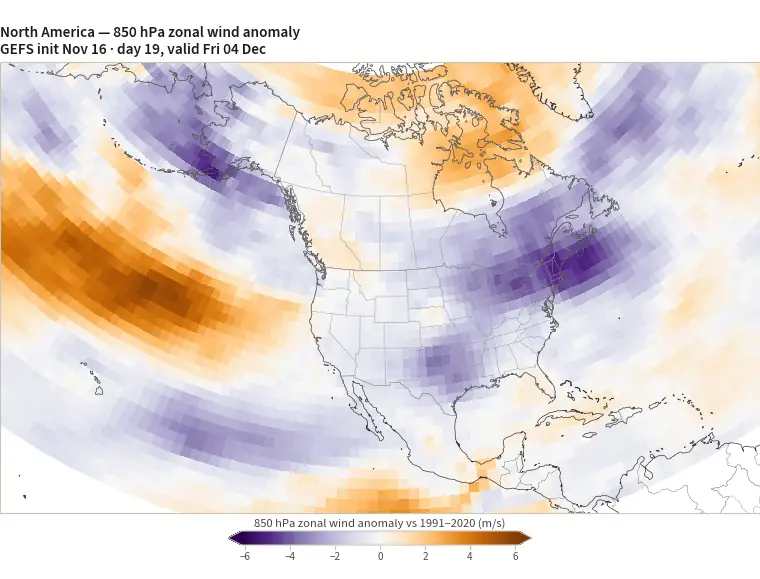 North America — 850 hPa zonal wind anomaly
GEFS init Nov 16 · day 19, valid Fri 04 Dec
850 hPa zonal wind anomaly vs 1991–2020 (m/s)
−6 −4 −2 0 2 4 6